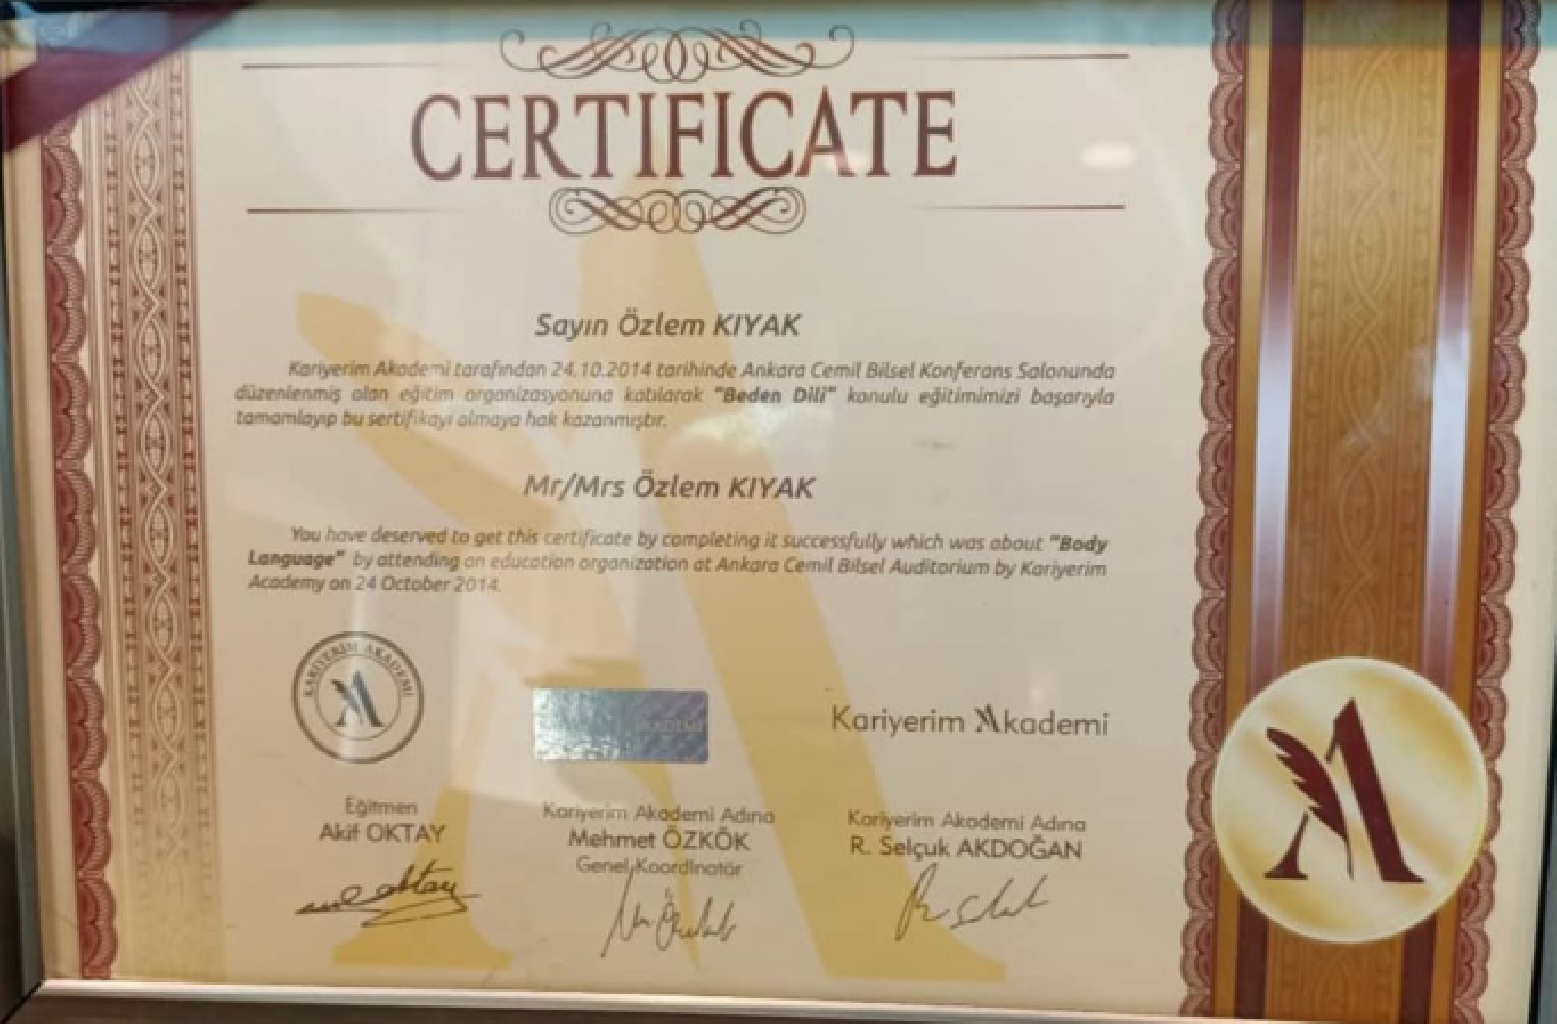 CERTIFICATE
Sayın Özlem KIYAK
Kariyerim Akademi tarafından 24.10.2014 tarihinde Ankara Cemil Bilsel Konferans Salonunda
düzenlenmiş olan eğitim organizasyonuna katılarak "Beden Dili" konulu eğitimimizi başarıyla
tamamlayıp bu sertifikayı almaya hak kazanmıştır.
Mr/Mrs Özlem KIYAK
You have deserved to get this certificate by completing it successfully which was about "Body
Language" by attending an education organization at Ankara Cemil Bilsel Auditorium by Kariyerim
Academy on 24 October 2014.
KARİYERİM AKADEMİ
Kariyerim Akademi
Eğitmen
Akif OKTAY
Kariyerim Akademi Adına
Mehmet ÖZKÖK
Genel Koordinatör
Kariyerim Akademi Adına
R. Selçuk AKDOĞAN